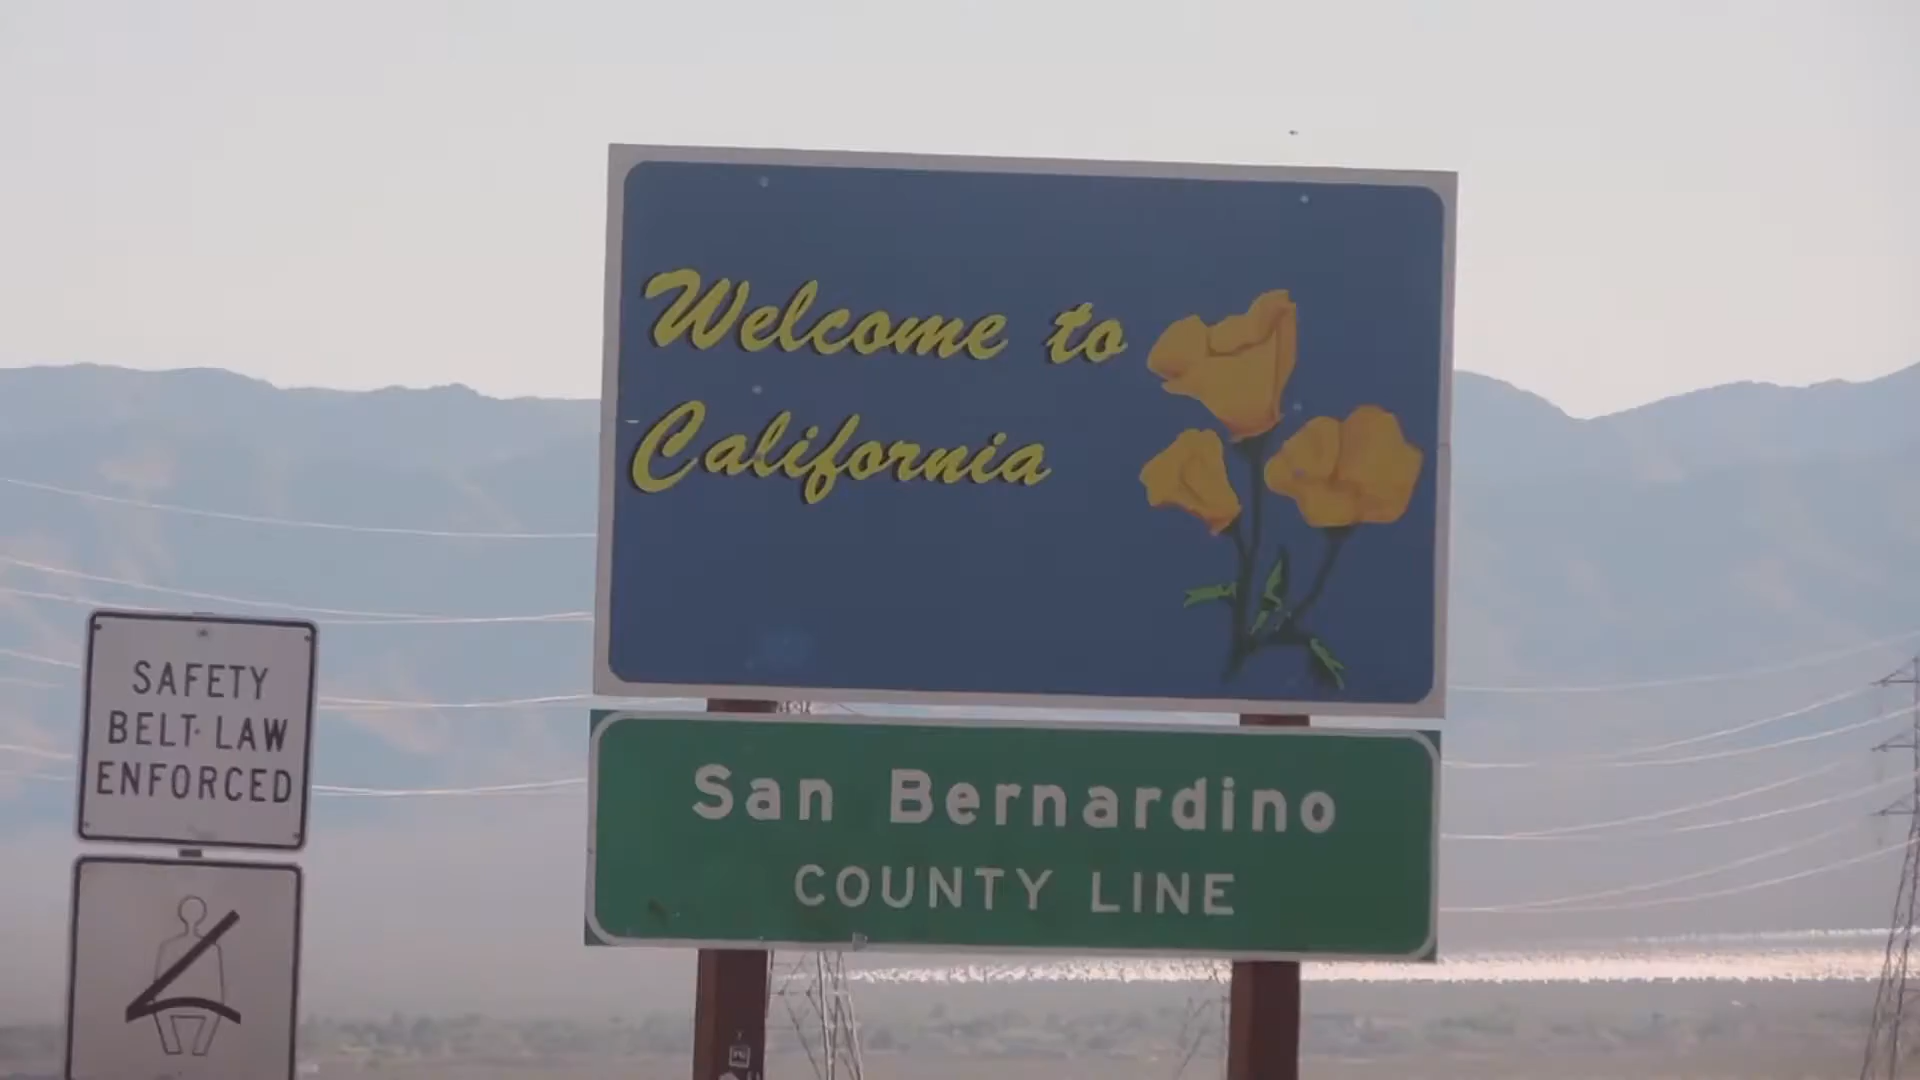 Welcome to
California
San Bernardino
COUNTY LINE
SAFETY
BELT LAW
ENFORCED